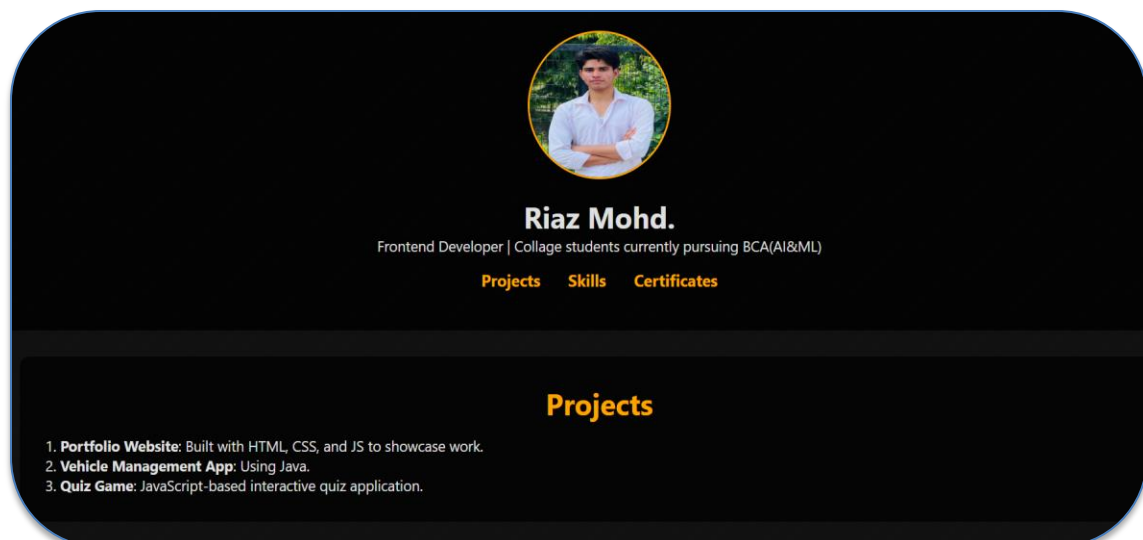 Riaz Mohd.
Frontend Developer | Collage students currently pursuing BCA(AI&ML)
Projects Skills Certificates
Projects
1. Portfolio Website: Built with HTML, CSS, and JS to showcase work.
2. Vehicle Management App: Using Java.
3. Quiz Game: JavaScript-based interactive quiz application.